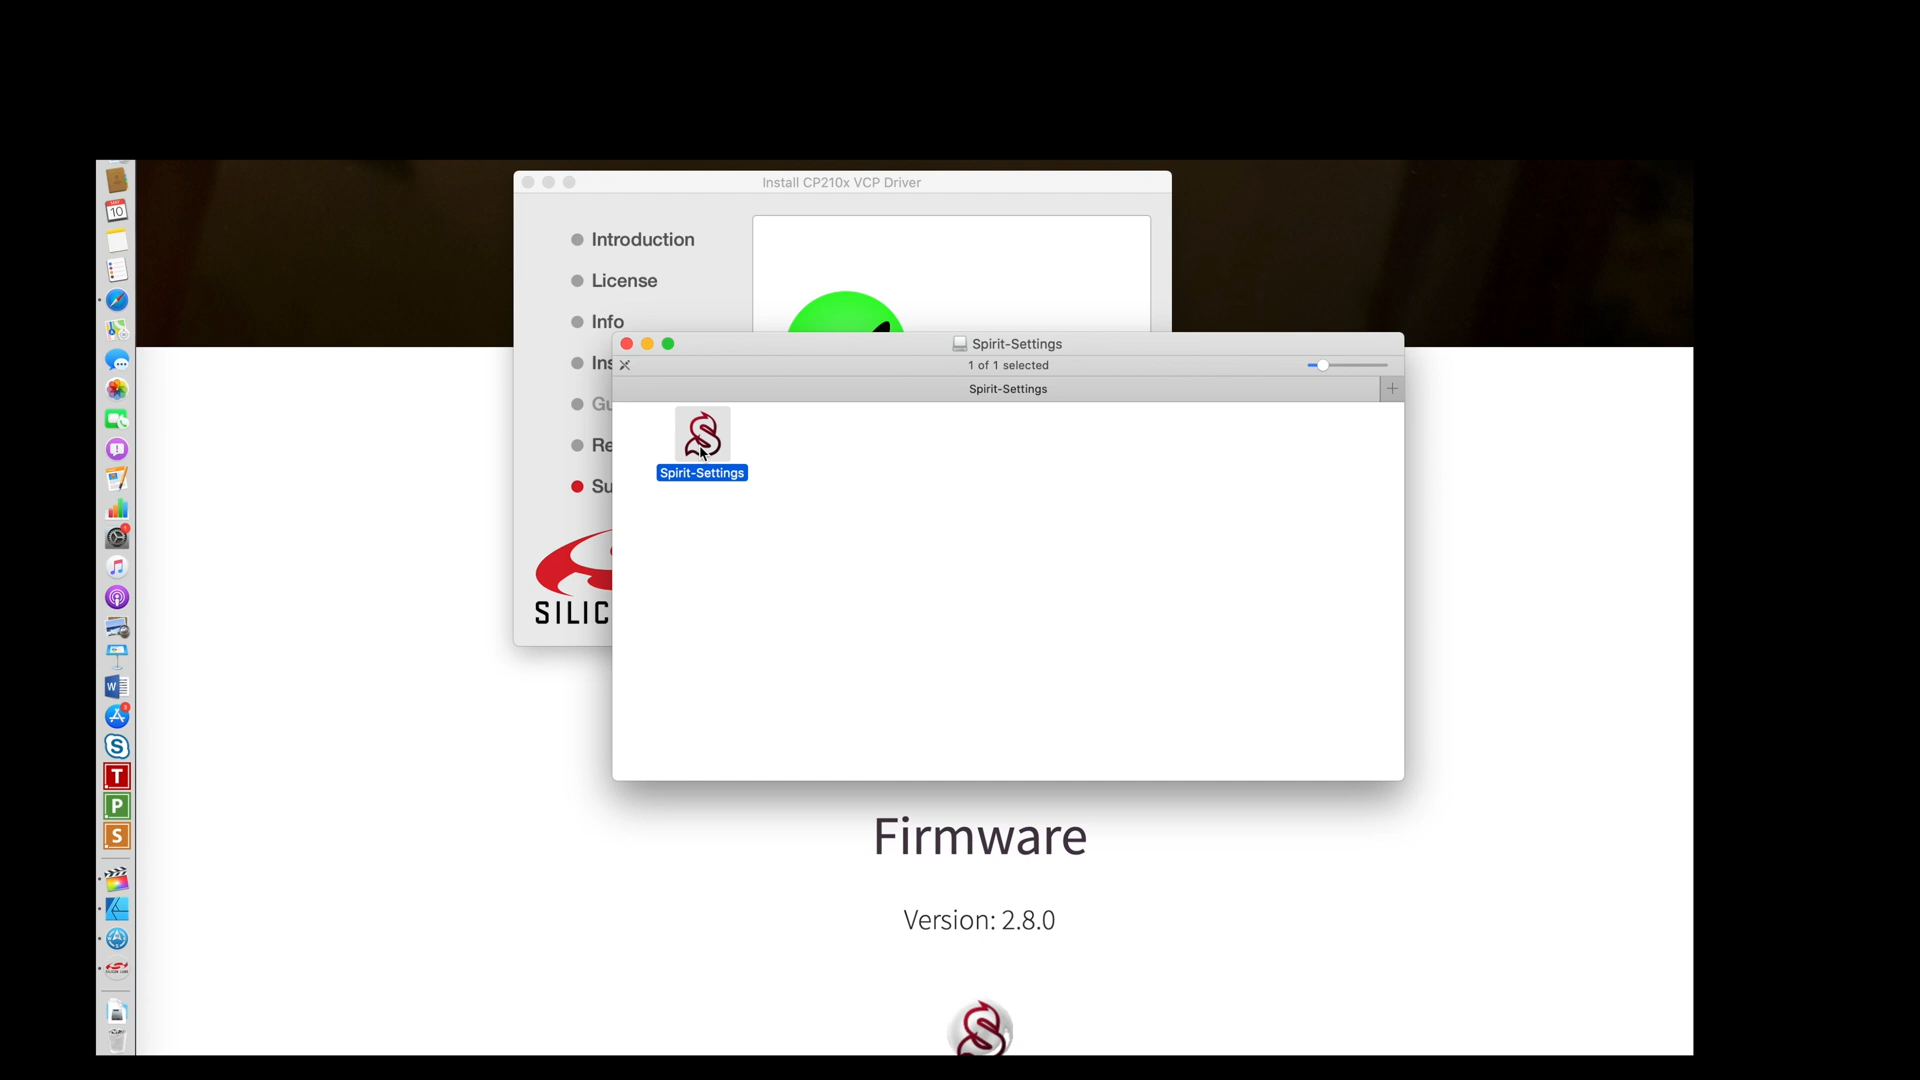 Install CP210x VCP Driver
Introduction
License
Info
Ins
Gu
Re
Su
SILIC
Spirit-Settings
1 of 1 selected
Spirit-Settings
Spirit-Settings
Firmware
Version: 2.8.0
10
W
S
T
P
S